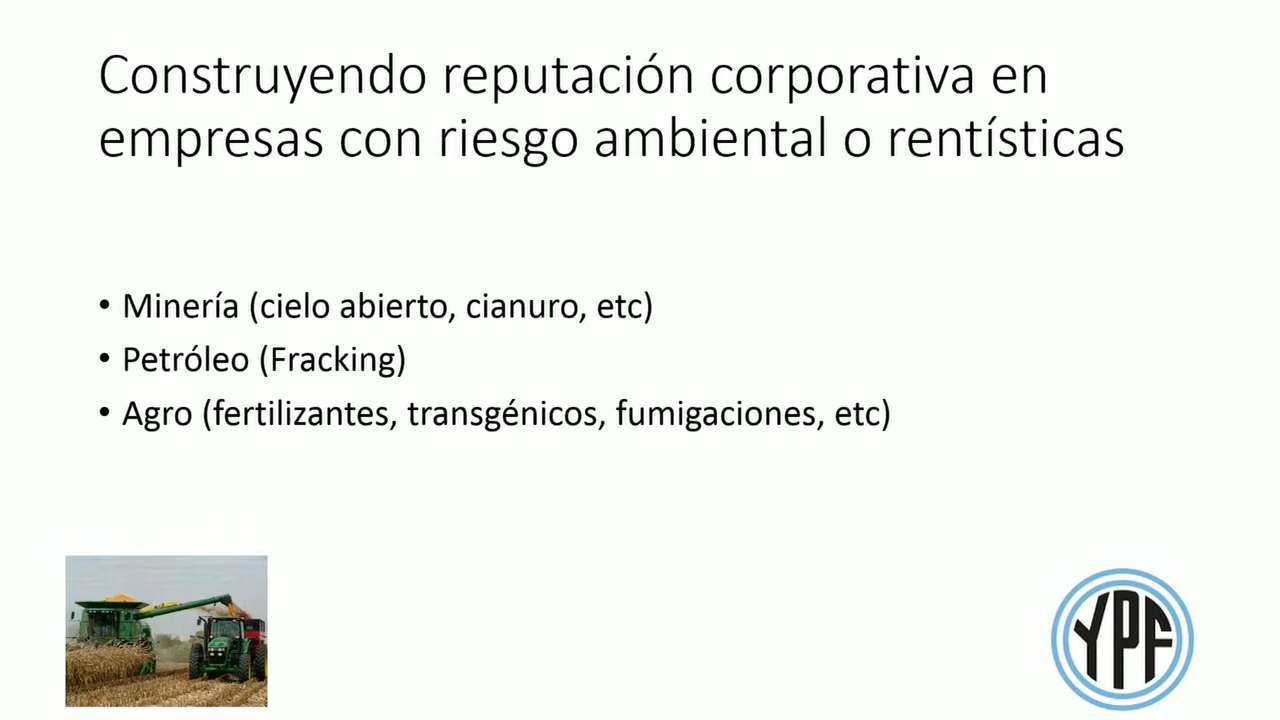 Construyendo reputación corporativa en
empresas con riesgo ambiental o rentísticas
• Minería (cielo abierto, cianuro, etc)
• Petróleo (Fracking)
• Agro (fertilizantes, transgénicos, fumigaciones, etc)
YPF